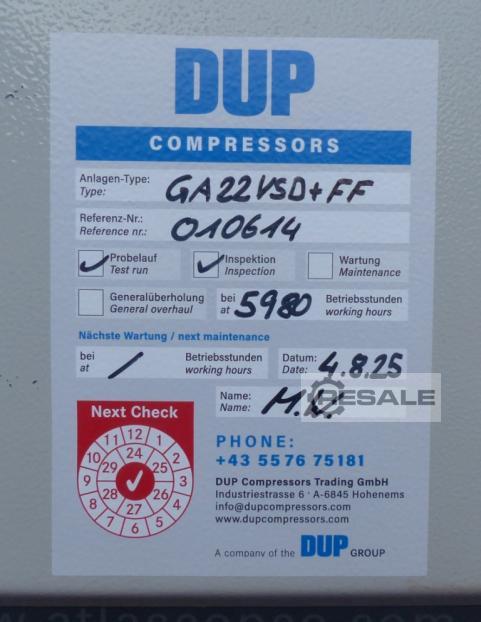 DUP
COMPRESSORS
Anlagen-Type:
Type:
GA22VSD+FF
Referenz-Nr.:
Reference nr.:
010614
Probelauf
Test run
Inspektion
Inspection
Wartung
Maintenance
Generalüberholung
General overhaul
bei
at
5980
Betriebsstunden
working hours
Nächste Wartung / next maintenance
bei
at
/
Betriebsstunden
working hours
Datum:
Date:
4.8.25
Name:
Name:
M.V.
RESALE
Next Check
11 12 1
10 2
9 3
8 4
7 6 5
24
29 25
28 26
27
PHONE:
+43 5576 75181
DUP Compressors Trading GmbH
Industriestrasse 6 · A-6845 Hohenems
info@dupcompressors.com
www.dupcompressors.com
A company of the DUP GROUP